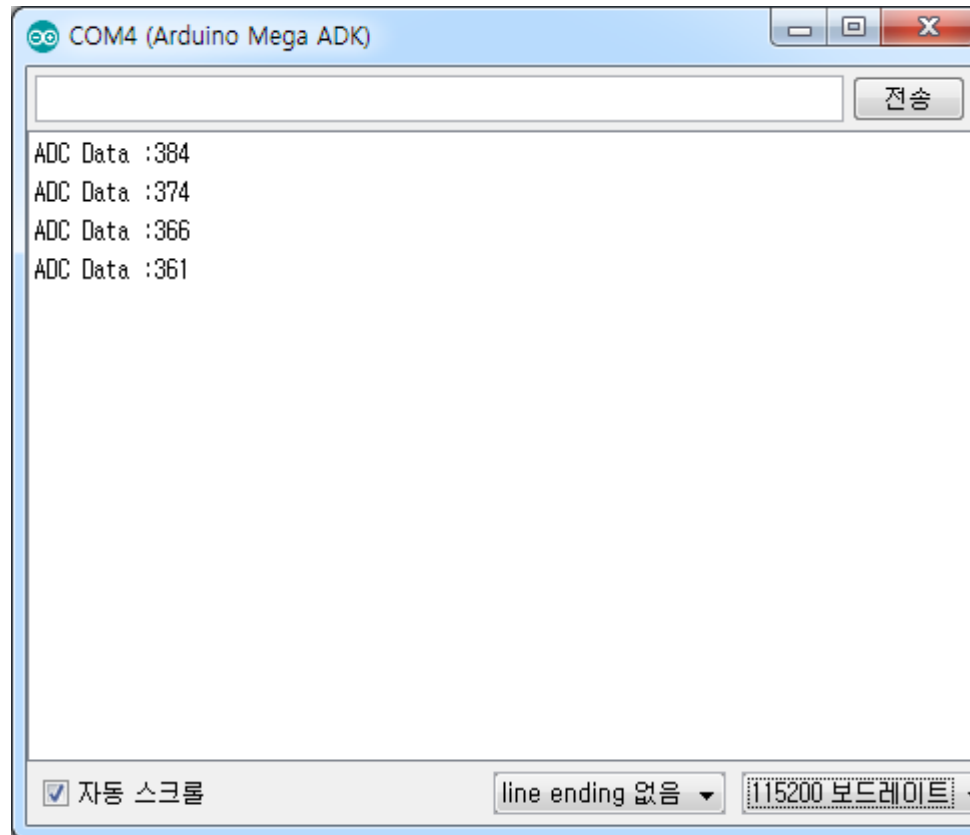 COM4 (Arduino Mega ADK)
전송
ADC Data :384
ADC Data :374
ADC Data :366
ADC Data :361
자동 스크롤
line ending 없음
115200 보드레이트